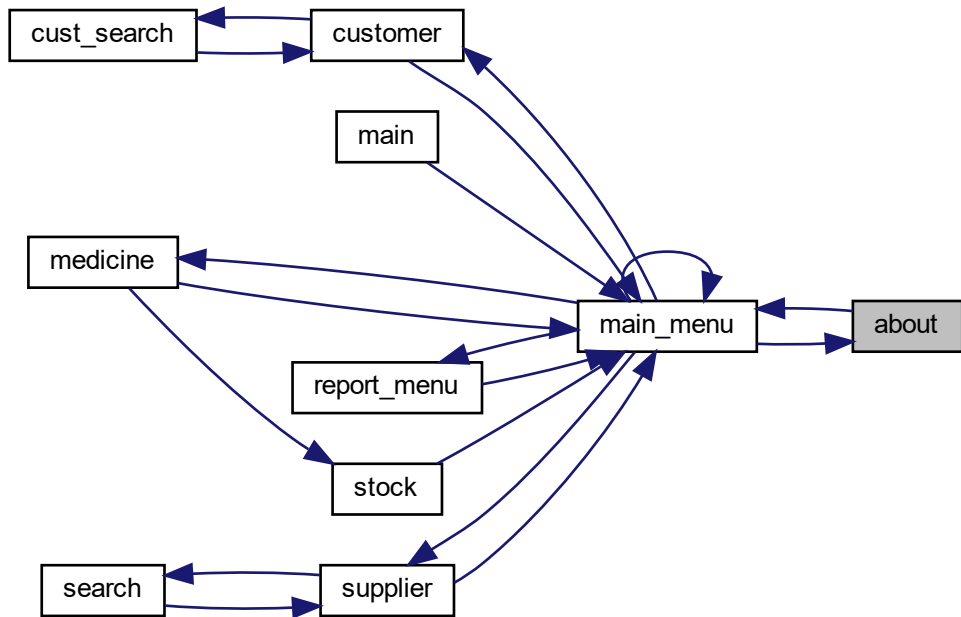 cust_search
customer
main
medicine
main_menu
about
report_menu
stock
search
supplier